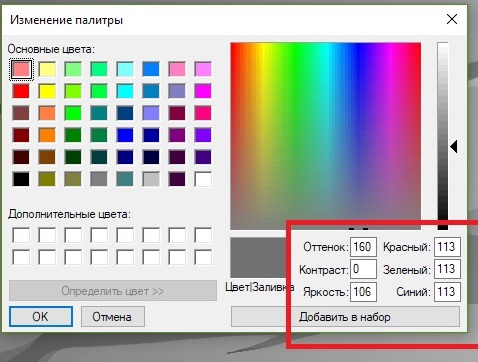 Изменение палитры
Основные цвета:
Дополнительные цвета:
Определить цвет >>
OK Отмена
Цвет|Заливка
Оттенок: 160 Красный: 113
Контраст: 0 Зеленый: 113
Яркость: 106 Синий: 113
Добавить в набор